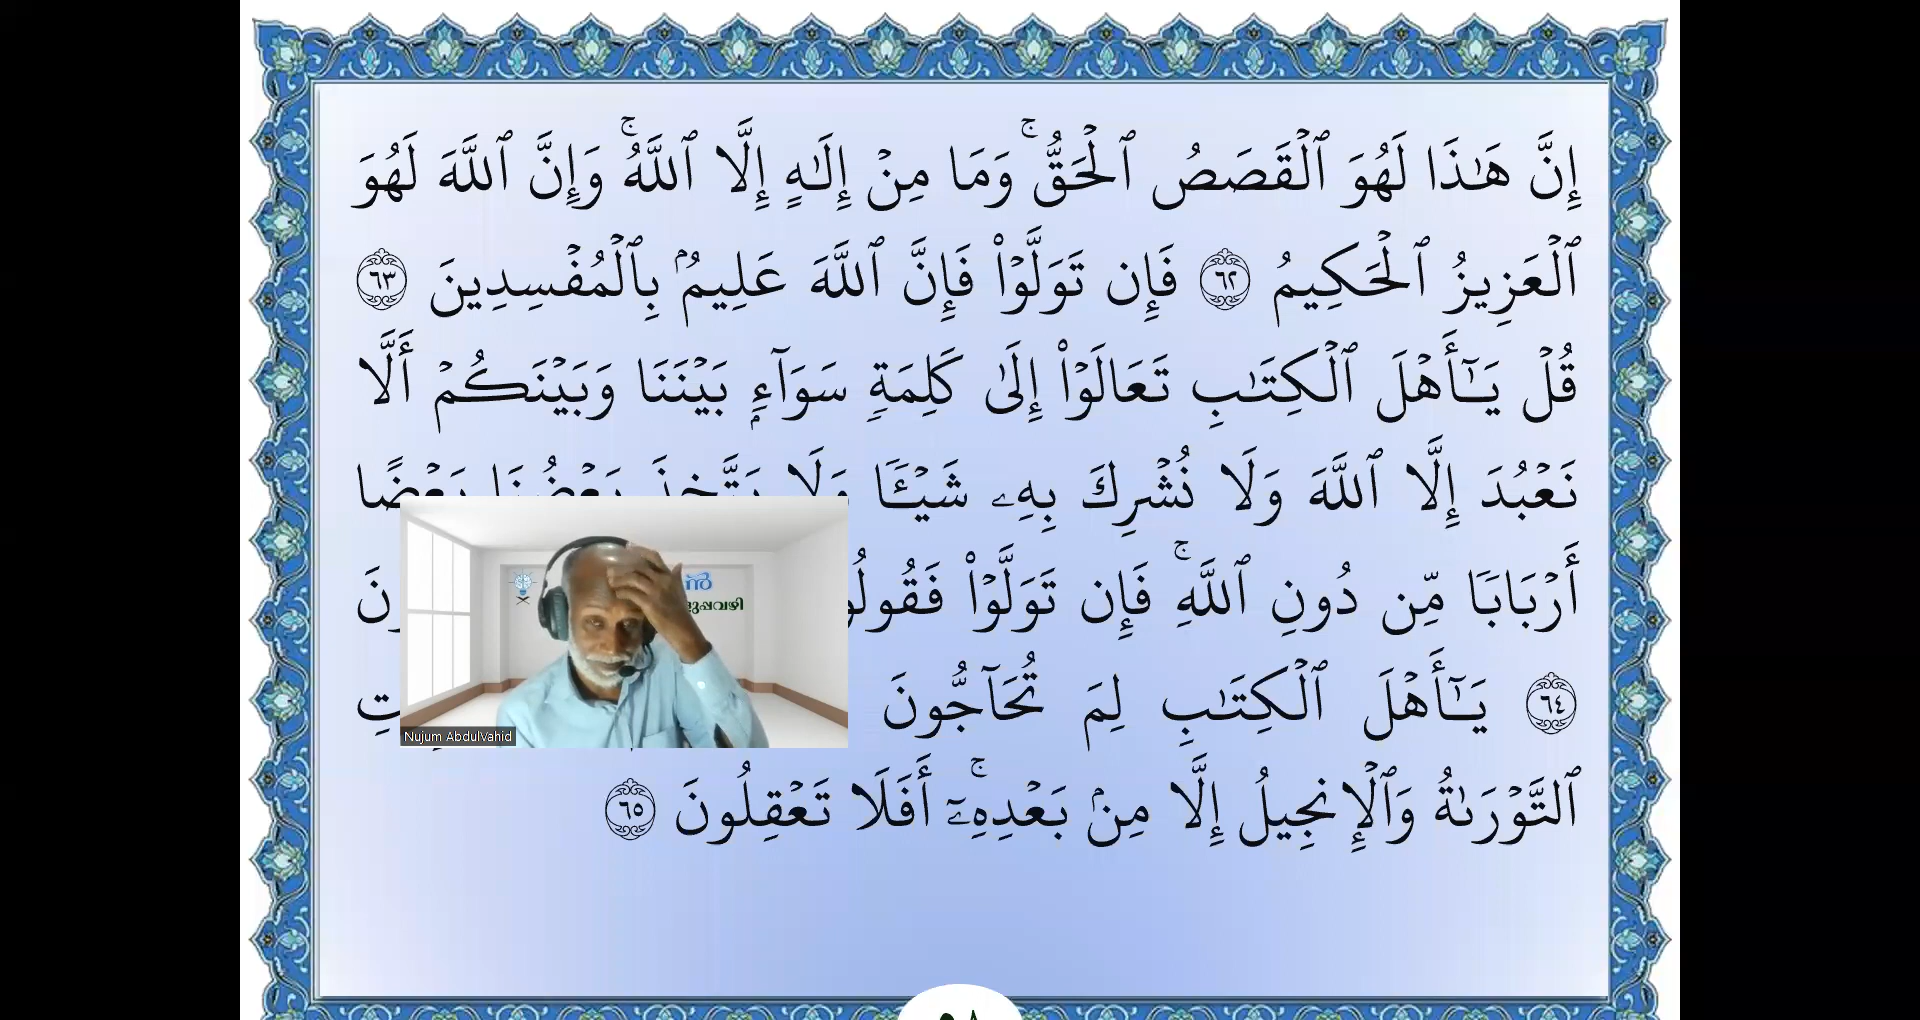 إِنَّ هَـٰذَا لَهُوَ ٱلْقَصَصُ ٱلْحَقُّ ۚ وَمَا مِنْ إِلَـٰهٍ إِلَّا ٱللَّهُ ۚ وَإِنَّ ٱللَّهَ لَهُوَ
ٱلْعَزِيزُ ٱلْحَكِيمُ ٦٢ فَإِن تَوَلَّوْا۟ فَإِنَّ ٱللَّهَ عَلِيمٌۢ بِٱلْمُفْسِدِينَ ٦٣
قُلْ يَـٰٓأَهْلَ ٱلْكِتَـٰبِ تَعَالَوْا۟ إِلَىٰ كَلِمَةٍ سَوَآءٍۭ بَيْنَنَا وَبَيْنَكُمْ أَلَّا
نَعْبُدَ إِلَّا ٱللَّهَ وَلَا نُشْرِكَ بِهِۦ شَيْـًٔا وَلَا يَتَّخِذَ بَعْضُنَا بَعْضًا
أَرْبَابًا مِّن دُونِ ٱللَّهِ ۚ فَإِن تَوَلَّوْا۟
٦٤ يَـٰٓأَهْلَ ٱلْكِتَـٰبِ لِمَ تُحَآجُّونَ
ٱلتَّوْرَىٰةُ وَٱلْإِنجِيلُ إِلَّا مِنۢ بَعْدِهِۦٓ ۚ أَفَلَا تَعْقِلُونَ ٦٥
Nujum AbdulVahid